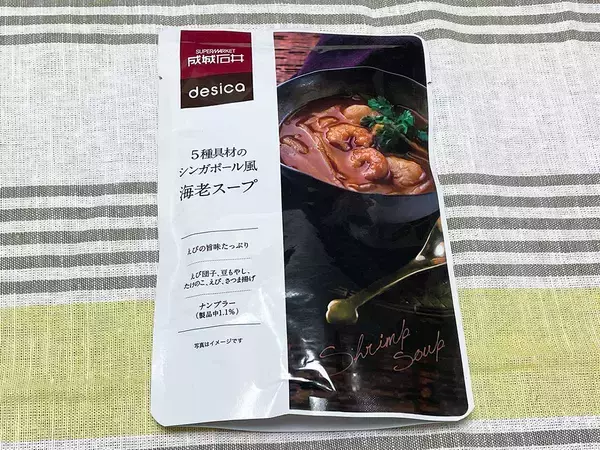 SUPERMARKET
成城石井
desica
5種具材の
シンガポール風
海老スープ
えびの旨味たっぷり
えび団子、豆もやし、
たけのこ、えび、さつま揚げ
ナンプラー
(製品中1.1%)
写真はイメージです
Shrimp
Soup